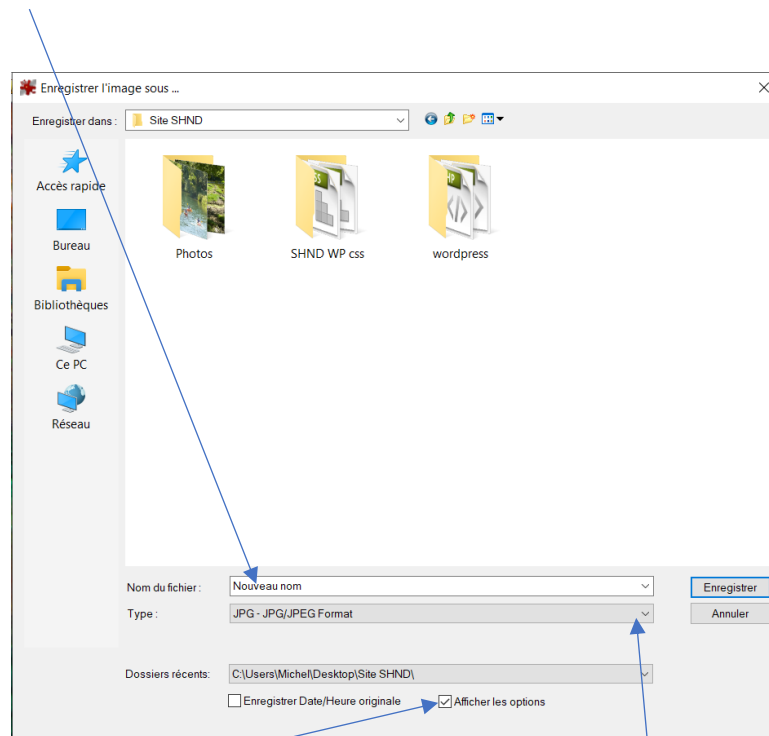 Enregistrer l'image sous ...
Enregistrer dans :
Site SHND
Accès rapide
Bureau
Bibliothèques
Ce PC
Réseau
Photos
SHND WP css
wordpress
Nom du fichier :
Nouveau nom
Enregistrer
Type :
JPG - JPG/JPEG Format
Annuler
Dossiers récents:
C:\Users\Michel\Desktop\Site SHND\
Enregistrer Date/Heure originale
Afficher les options